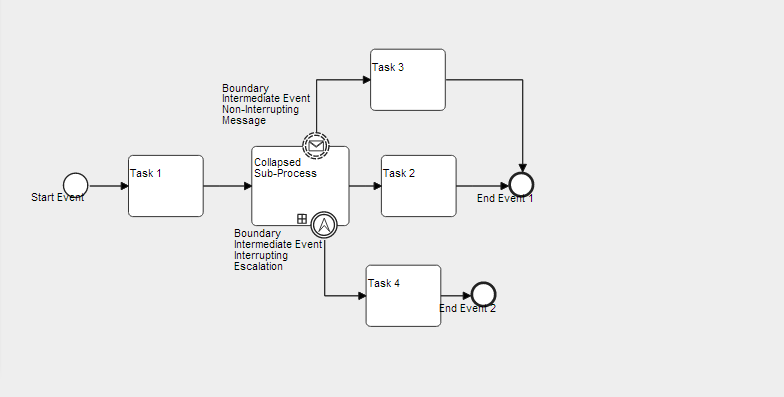 Task 3
Boundary
Intermediate Event
Non-Interrupting
Message
Collapsed
Sub-Process
Task 1
Task 2
Start Event
End Event 1
Boundary
Intermediate Event
Interrupting
Escalation
Task 4
End Event 2